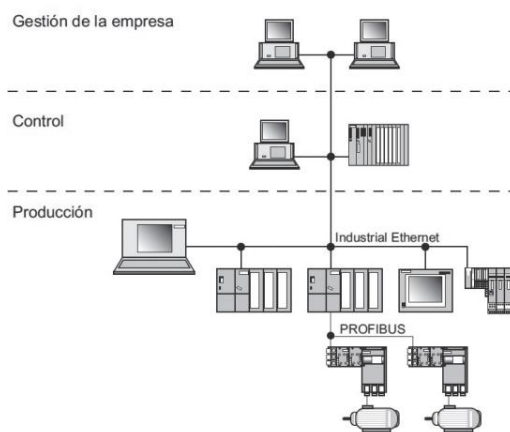 Gestión de la empresa
Control
Producción
Industrial Ethernet
PROFIBUS